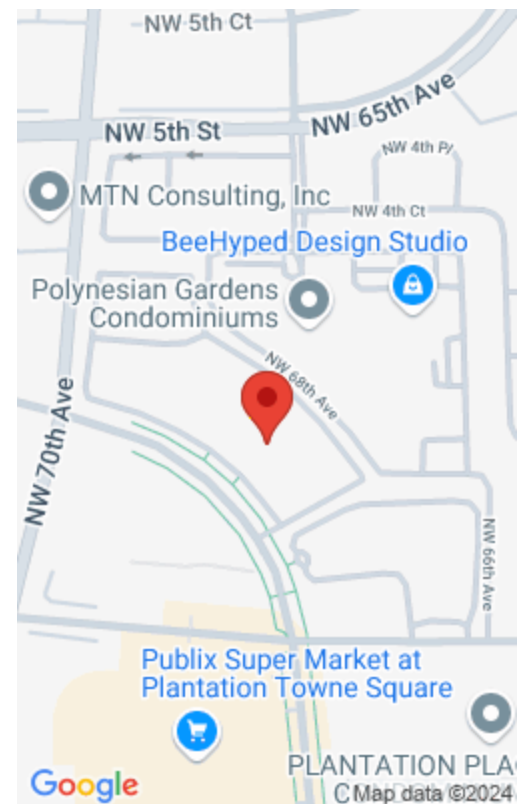 NW 5th Ct
NW 65th Ave
NW 5th St
NW 4th Pl
MTN Consulting, Inc
NW 4th Ct
BeeHyped Design Studio
Polynesian Gardens
Condominiums
NW 68th Ave
NW 70th Ave
NW 66th Ave
Publix Super Market at
Plantation Towne Square
PLANTATION PLA
Google
Map data ©2024